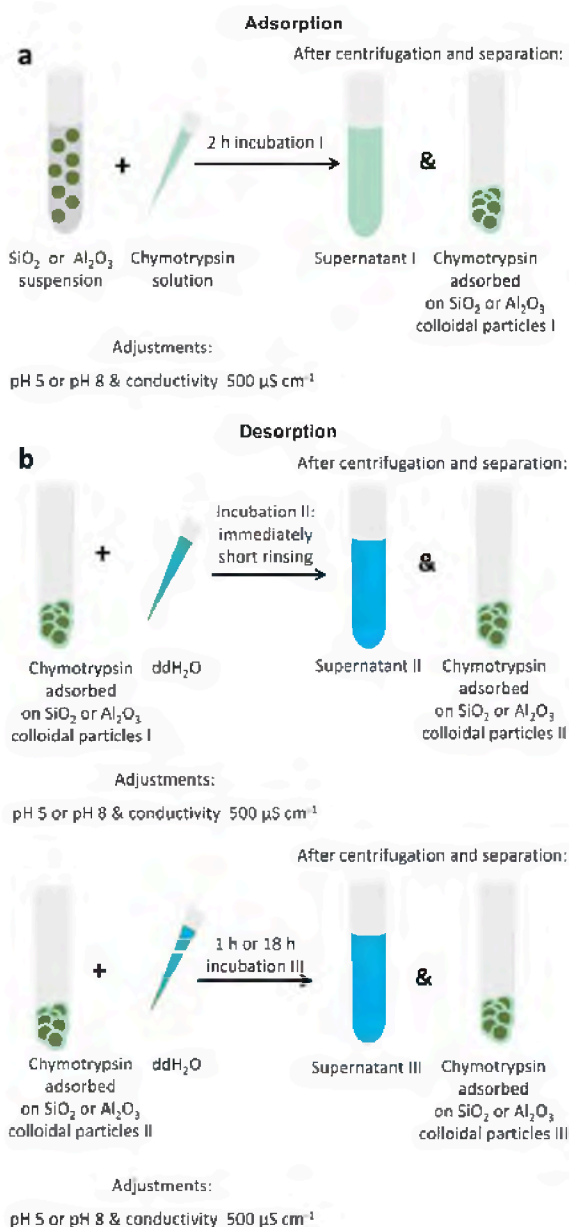 Adsorption
a
After centrifugation and separation:
+
2 h incubation I
&
SiO₂ or Al₂O₃
suspension
Chymotrypsin
solution
Supernatant I
Chymotrypsin
adsorbed
on SiO₂ or Al₂O₃
colloidal particles I
Adjustments:
pH 5 or pH 8 & conductivity 500 µS cm⁻¹
Desorption
b
After centrifugation and separation:
+
Incubation II:
immediately
short rinsing
&
Chymotrypsin
adsorbed
on SiO₂ or Al₂O₃
colloidal particles I
ddH₂O
Supernatant II
Chymotrypsin
adsorbed
on SiO₂ or Al₂O₃
colloidal particles II
Adjustments:
pH 5 or pH 8 & conductivity 500 µS cm⁻¹
After centrifugation and separation:
+
1 h or 18 h
incubation III
&
Chymotrypsin
adsorbed
on SiO₂ or Al₂O₃
colloidal particles II
ddH₂O
Supernatant III
Chymotrypsin
adsorbed
on SiO₂ or Al₂O₃
colloidal particles III
Adjustments:
pH 5 or pH 8 & conductivity 500 µS cm⁻¹